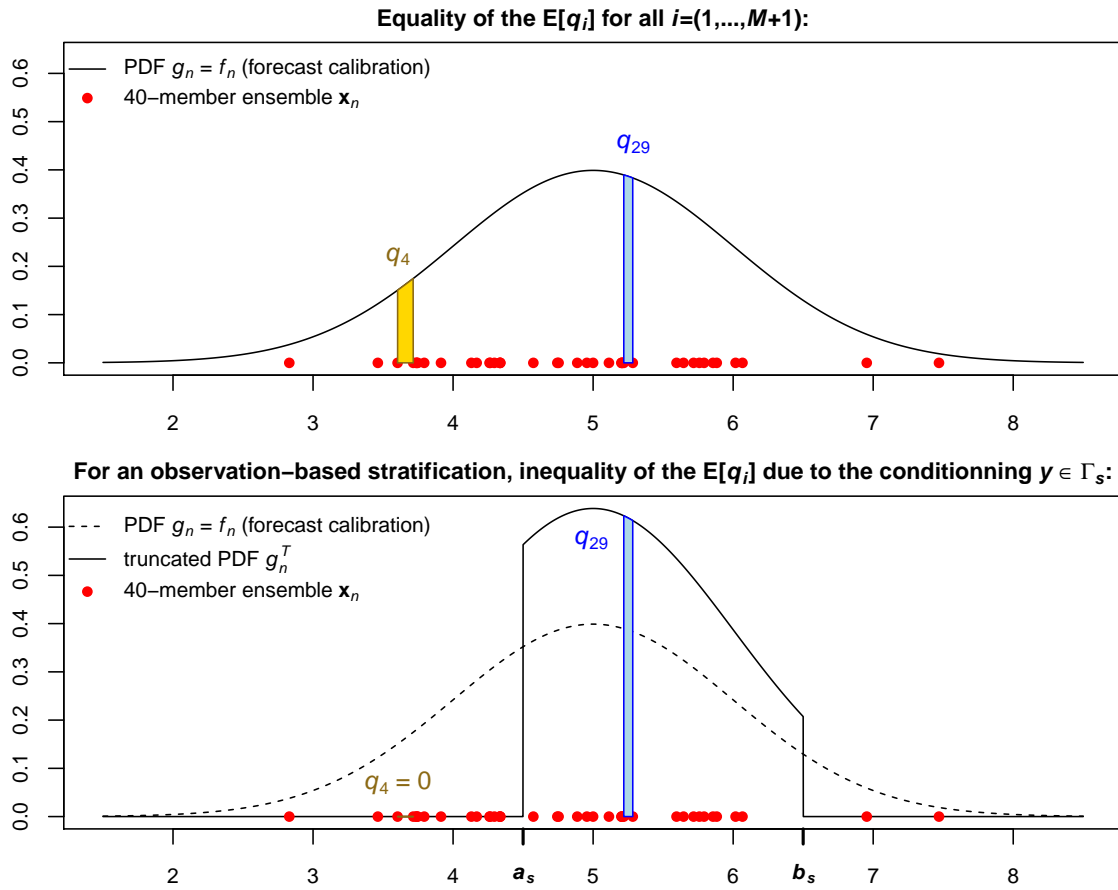 Equality of the E[qi] for all i=(1,...,M+1):
PDF gn = fn (forecast calibration)
40−member ensemble xn
q29
q4
0.6
0.5
0.4
0.3
0.2
0.1
0.0
2 3 4 5 6 7 8
For an observation−based stratification, inequality of the E[qi] due to the conditionning y ∈ Γs:
PDF gn = fn (forecast calibration)
truncated PDF gnT
40−member ensemble xn
q29
q4 = 0
0.6
0.5
0.4
0.3
0.2
0.1
0.0
2 3 4 as 5 6 bs 7 8